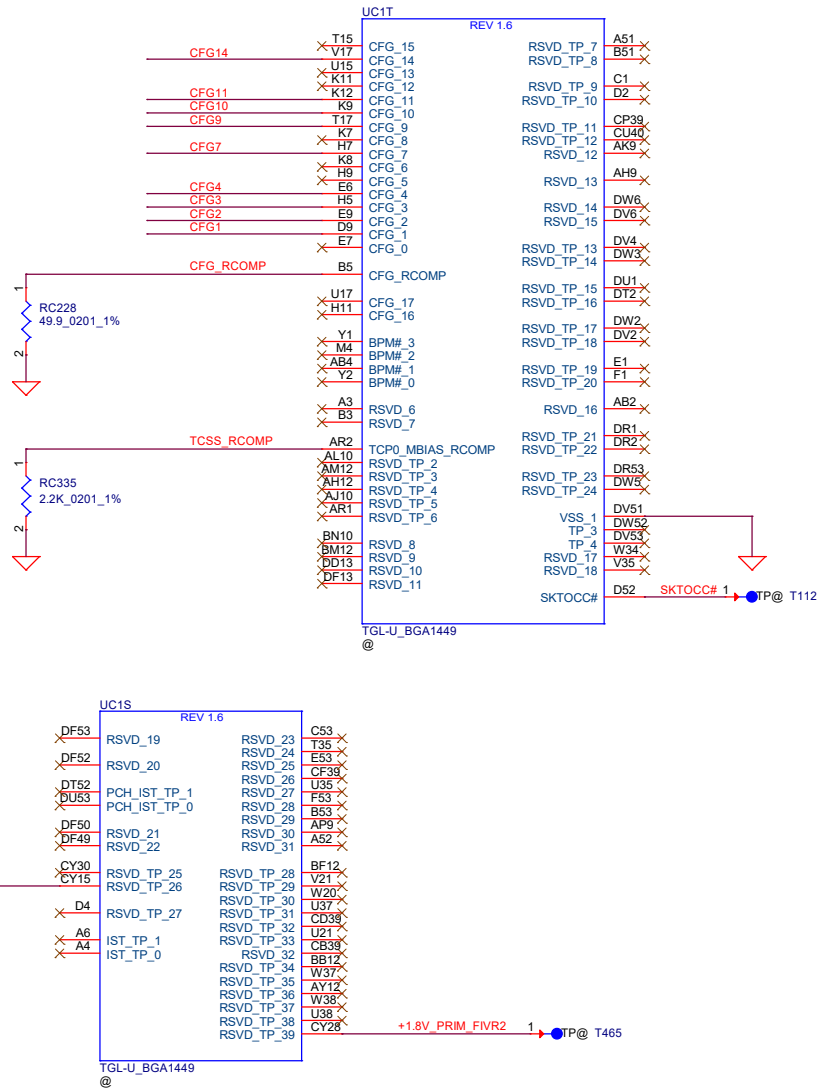 UC1T
REV 1.6
T15 CFG_15 RSVD_TP_7 A51
CFG14 V17 CFG_14 RSVD_TP_8 B51
U15 CFG_13
K11 CFG_12 RSVD_TP_9 C1
CFG11 K12 CFG_11 RSVD_TP_10 D2
CFG10 K9 CFG_10
CFG9 T17 CFG_9 RSVD_TP_11 CP39
K7 CFG_8 RSVD_TP_12 CU40
CFG7 H7 CFG_7 RSVD_12 AK9
K8 CFG_6
H9 CFG_5 RSVD_13 AH9
CFG4 E6 CFG_4
CFG3 H5 CFG_3 RSVD_14 DW6
CFG2 E9 CFG_2 RSVD_15 DV6
CFG1 D9 CFG_1
E7 CFG_0 RSVD_TP_13 DV4
RSVD_TP_14 DW3
CFG_RCOMP B5 CFG_RCOMP
RSVD_TP_15 DU1
U17 CFG_17 RSVD_TP_16 DT2
H11 CFG_16
1
RC228
49.9_0201_1%
2
RSVD_TP_17 DW2
Y1 BPM#_3 RSVD_TP_18 DV2
M4 BPM#_2
AB4 BPM#_1 RSVD_TP_19 E1
Y2 BPM#_0 RSVD_TP_20 F1
A3 RSVD_6 RSVD_16 AB2
B3 RSVD_7
RSVD_TP_21 DR1
TCSS_RCOMP AR2 TCP0_MBIAS_RCOMP RSVD_TP_22 DR2
AL10 RSVD_TP_2
AM12 RSVD_TP_3 RSVD_TP_23 DR53
AH12 RSVD_TP_4 RSVD_TP_24 DW5
AJ10 RSVD_TP_5
AR1 RSVD_TP_6 VSS_1 DV51
1
RC335
2.2K_0201_1%
2
TP_3 DW52
BN10 RSVD_8 TP_4 DV53
BM12 RSVD_9 RSVD_17 W34
DD13 RSVD_10 RSVD_18 V35
DF13 RSVD_11
SKTOCC# D52 SKTOCC# 1 TP@ T112
TGL-U_BGA1449
@
UC1S
REV 1.6
DF53 RSVD_19 RSVD_23 C53
RSVD_24 T35
DF52 RSVD_20 RSVD_25 E53
RSVD_26 CF39
DT52 PCH_IST_TP_1 RSVD_27 U35
DU53 PCH_IST_TP_0 RSVD_28 F53
RSVD_29 B53
DF50 RSVD_21 RSVD_30 AP9
DF49 RSVD_22 RSVD_31 A52
CY30 RSVD_TP_25 RSVD_TP_28 BF12
CY15 RSVD_TP_26 RSVD_TP_29 V21
RSVD_TP_30 W20
D4 RSVD_TP_27 RSVD_TP_31 U37
RSVD_TP_32 CD39
A6 IST_TP_1 RSVD_TP_33 U21
A4 IST_TP_0 RSVD_32 CB39
RSVD_TP_34 BB12
RSVD_TP_35 W37
RSVD_TP_36 AY12
RSVD_TP_37 W38
RSVD_TP_38 U38
RSVD_TP_39 CY28 +1.8V_PRIM_FIVR2 1 TP@ T465
TGL-U_BGA1449
@